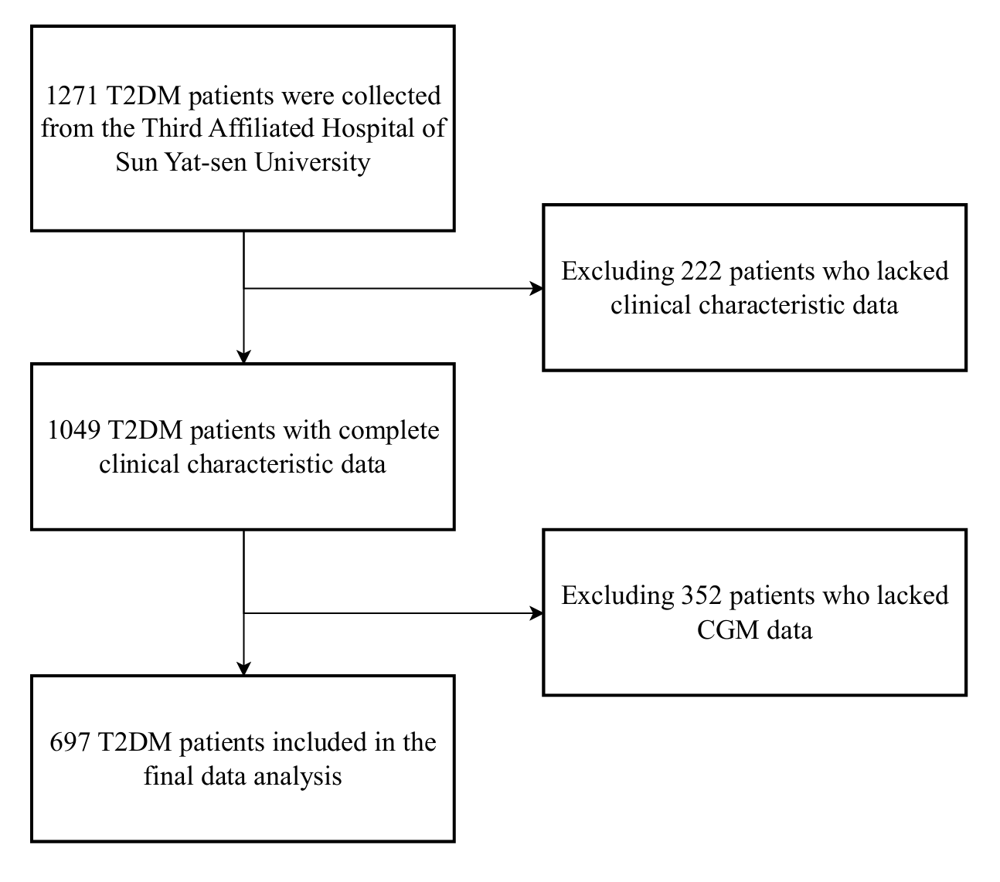 1271 T2DM patients were collected
from the Third Affiliated Hospital of
Sun Yat-sen University
Excluding 222 patients who lacked
clinical characteristic data
1049 T2DM patients with complete
clinical characteristic data
Excluding 352 patients who lacked
CGM data
697 T2DM patients included in the
final data analysis